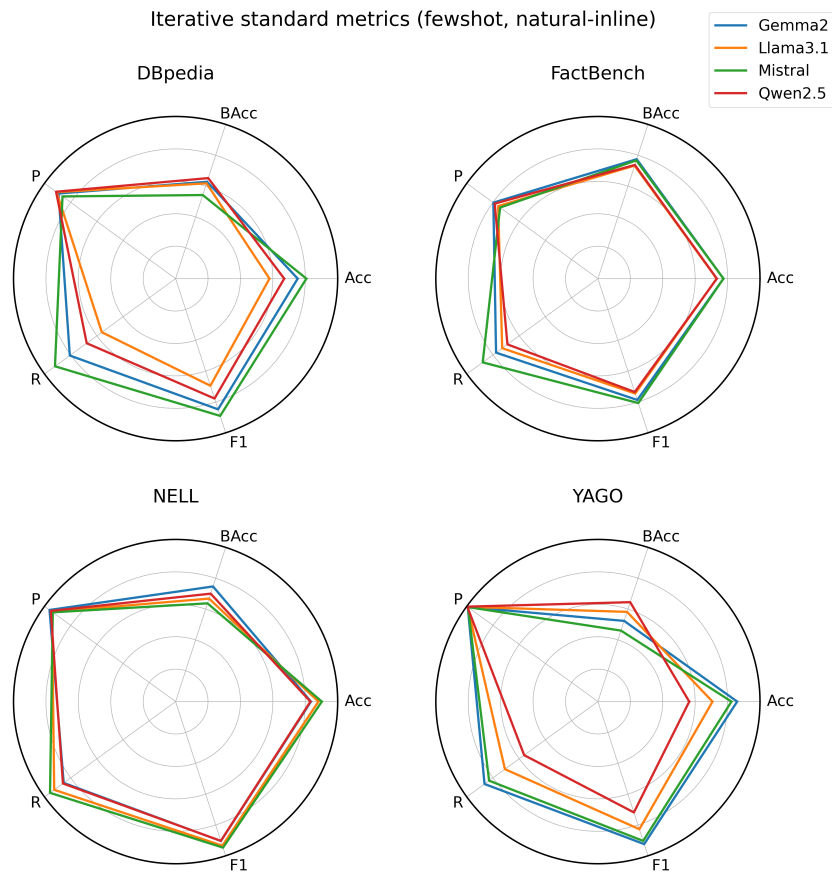 Iterative standard metrics (fewshot, natural-inline)
Gemma2
Llama3.1
Mistral
Qwen2.5
DBpedia
BAcc
P
Acc
R
F1
FactBench
BAcc
P
Acc
R
F1
NELL
BAcc
P
Acc
R
F1
YAGO
BAcc
P
Acc
R
F1